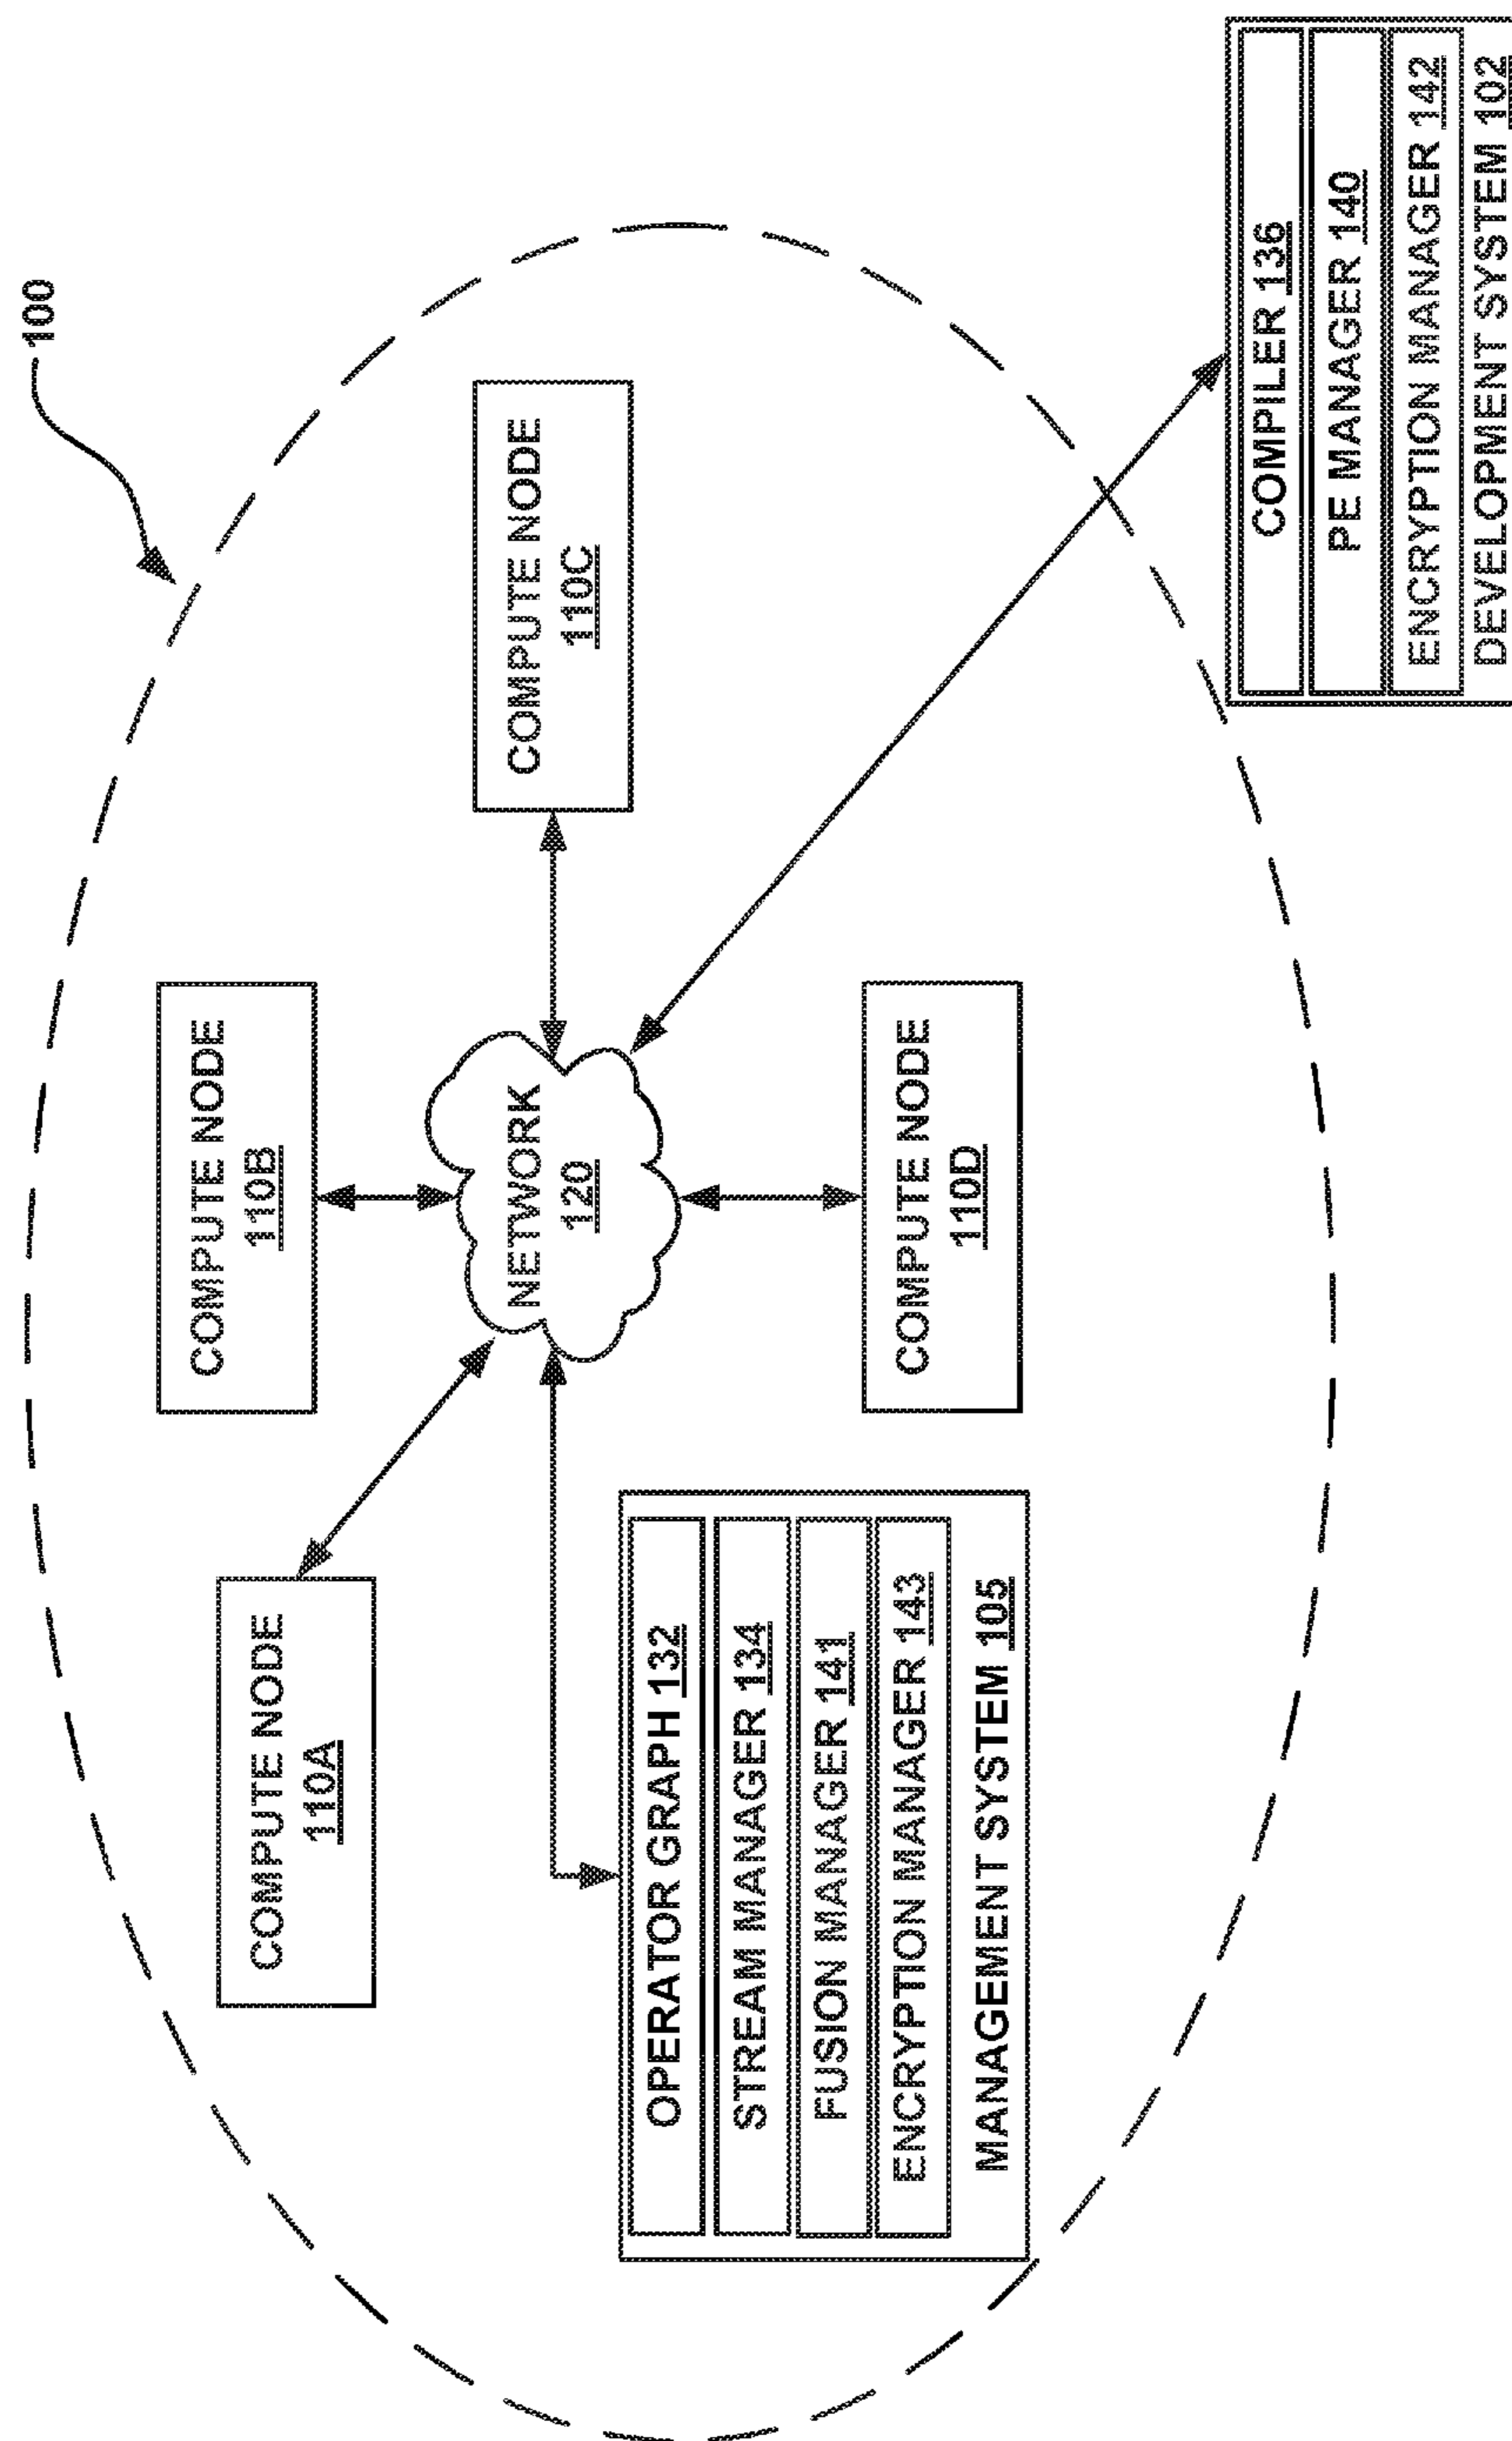 100
COMPUTE NODE
110A
COMPUTE NODE
110B
COMPUTE NODE
110C
NETWORK
120
COMPUTE NODE
110D
OPERATOR GRAPH 132
STREAM MANAGER 134
FUSION MANAGER 141
ENCRYPTION MANAGER 143
MANAGEMENT SYSTEM 105
COMPILER 136
PE MANAGER 140
ENCRYPTION MANAGER 142
DEVELOPMENT SYSTEM 102